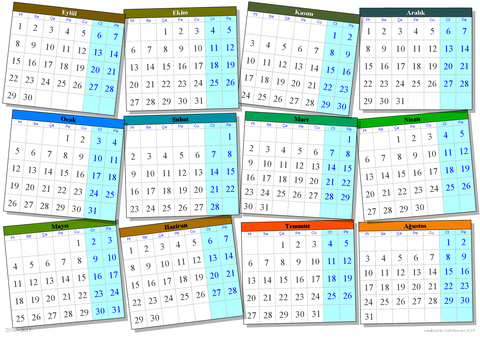 Eylül
Pt Sa Ça Pe Cu Ct Pa
1 2 3 4 5 6 7
8 9 10 11 12 13 14
15 16 17 18 19 20 21
22 23 24 25 26 27 28
29 30
Ekim
Pt Sa Ça Pe Cu Ct Pa
1 2 3 4 5
6 7 8 9 10 11 12
13 14 15 16 17 18 19
20 21 22 23 24 25 26
27 28 29 30 31
Kasım
Pt Sa Ça Pe Cu Ct Pa
1 2
3 4 5 6 7 8 9
10 11 12 13 14 15 16
17 18 19 20 21 22 23
24 25 26 27 28 29 30
Aralık
Pt Sa Ça Pe Cu Ct Pa
1 2 3 4 5 6 7
8 9 10 11 12 13 14
15 16 17 18 19 20 21
22 23 24 25 26 27 28
29 30 31
Ocak
Pt Sa Ça Pe Cu Ct Pa
1 2 3 4
5 6 7 8 9 10 11
12 13 14 15 16 17 18
19 20 21 22 23 24 25
26 27 28 29 30 31
Şubat
Pt Sa Ça Pe Cu Ct Pa
1
2 3 4 5 6 7 8
9 10 11 12 13 14 15
16 17 18 19 20 21 22
23 24 25 26 27 28
Mart
Pt Sa Ça Pe Cu Ct Pa
1
2 3 4 5 6 7 8
9 10 11 12 13 14 15
16 17 18 19 20 21 22
23 24 25 26 27 28 29
30 31
Nisan
Pt Sa Ça Pe Cu Ct Pa
1 2 3 4 5
6 7 8 9 10 11 12
13 14 15 16 17 18 19
20 21 22 23 24 25 26
27 28 29 30
Mayıs
Pt Sa Ça Pe Cu Ct Pa
1 2 3
4 5 6 7 8 9 10
11 12 13 14 15 16 17
18 19 20 21 22 23 24
25 26 27 28 29 30 31
Haziran
Pt Sa Ça Pe Cu Ct Pa
1 2 3 4 5 6 7
8 9 10 11 12 13 14
15 16 17 18 19 20 21
22 23 24 25 26 27 28
29 30
Temmuz
Pt Sa Ça Pe Cu Ct Pa
1 2 3 4 5
6 7 8 9 10 11 12
13 14 15 16 17 18 19
20 21 22 23 24 25 26
27 28 29 30 31
Ağustos
Pt Sa Ça Pe Cu Ct Pa
1 2
3 4 5 6 7 8 9
10 11 12 13 14 15 16
17 18 19 20 21 22 23
24 25 26 27 28 29 30
31